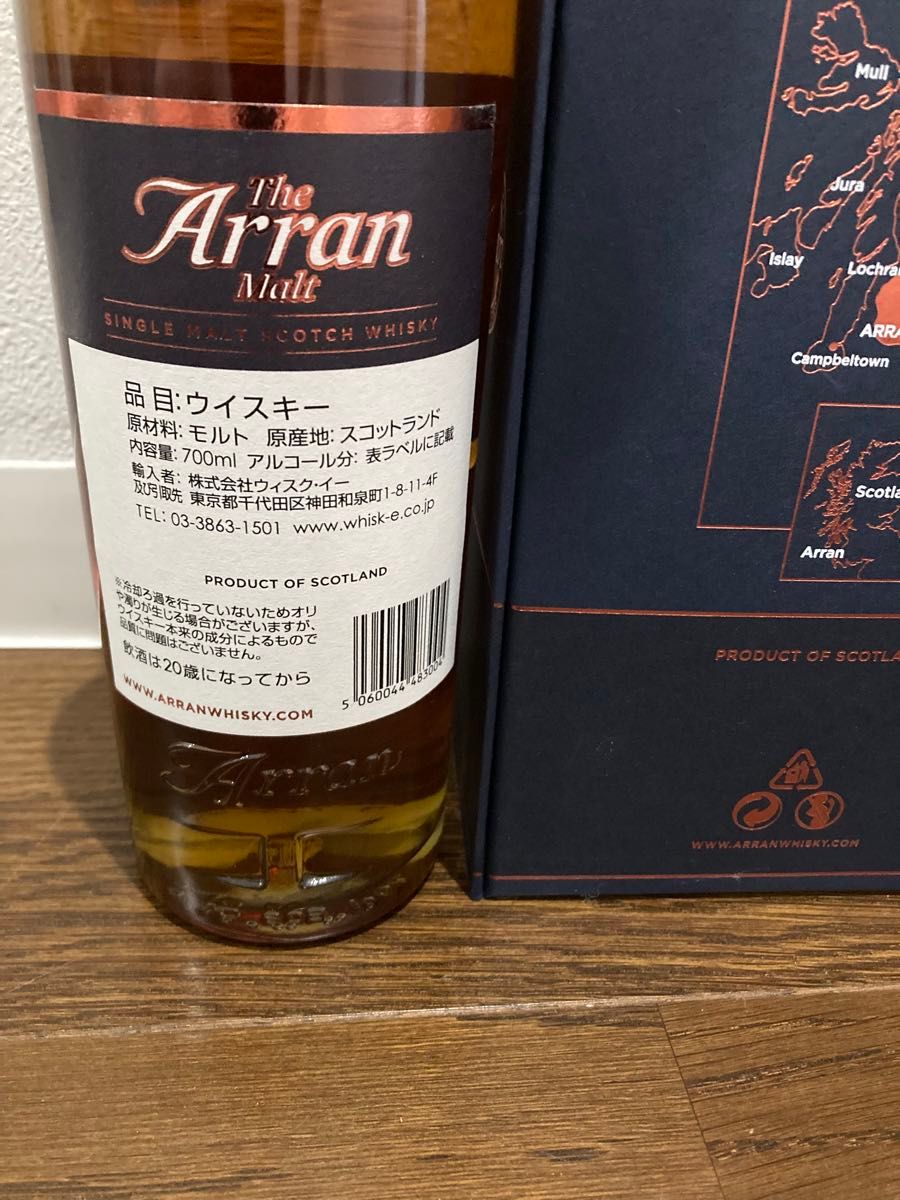 The
Arran
Malt
SINGLE MALT SCOTCH WHISKY
品目:ウイスキー
原材料:モルト 原産地:スコットランド
内容量:700ml アルコール分:表ラベルに記載
輸入者:株式会社ウィスク・イー
及び引取先 東京都千代田区神田和泉町1-8-11-4F
TEL:03-3863-1501 www.whisk-e.co.jp
PRODUCT OF SCOTLAND
※冷却ろ過を行っていないためオリ
や濁りが生じる場合がございますが、
ウイスキー本来の成分によるもので
品質に問題はございません。
飲酒は20歳になってから
5 060044 483004
WWW.ARRANWHISKY.COM
Arran
Mull
Jura
Islay
Lochra
ARRA
Campbeltown
Scotla
Arran
PRODUCT OF SCOTLA
WWW.ARRANWHISKY.COM